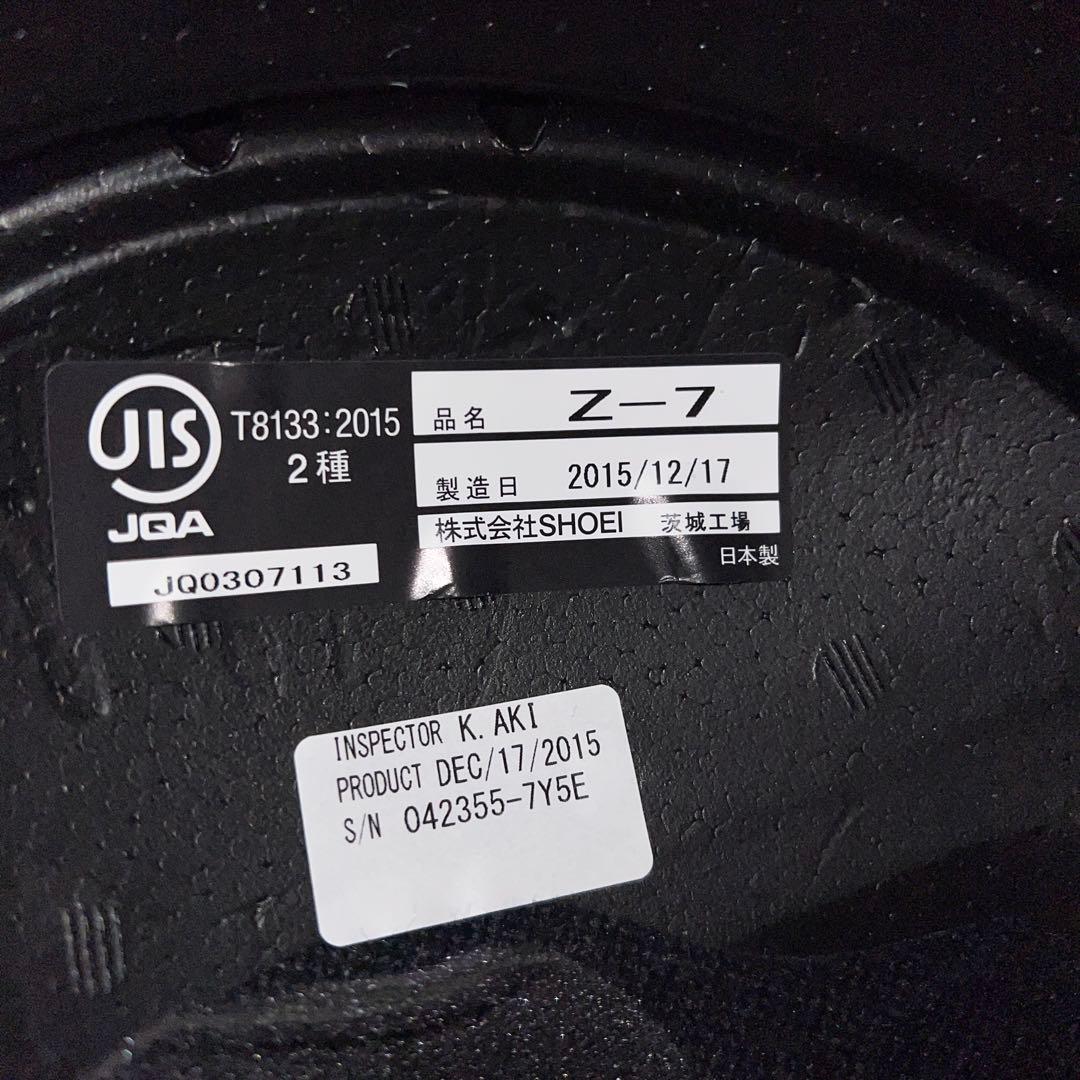 JIS
T8133:2015
2種
JQA
JQ0307113
品名 Z-7
製造日 2015/12/17
株式会社SHOEI 茨城工場
日本製
INSPECTOR K. AKI
PRODUCT DEC/17/2015
S/N 042355-7Y5E